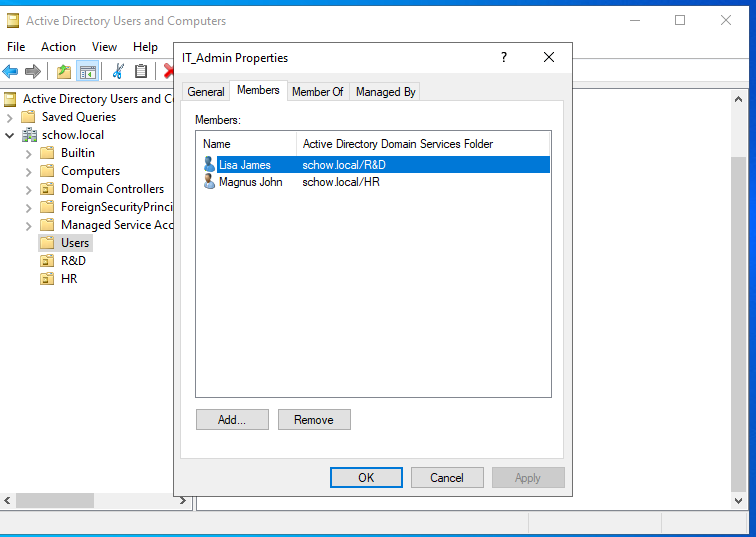 Active Directory Users and Computers
File Action View Help
Active Directory Users and C
Saved Queries
schow.local
Builtin
Computers
Domain Controllers
ForeignSecurityPrinci
Managed Service Acc
Users
R&D
HR
IT_Admin Properties
?
General Members Member Of Managed By
Members:
Name Active Directory Domain Services Folder
Lisa James schow.local/R&D
Magnus John schow.local/HR
Add... Remove
OK Cancel Apply